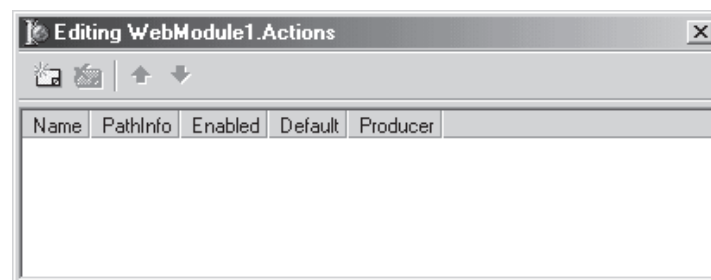 Editing WebModule1.Actions
Name PathInfo Enabled Default Producer